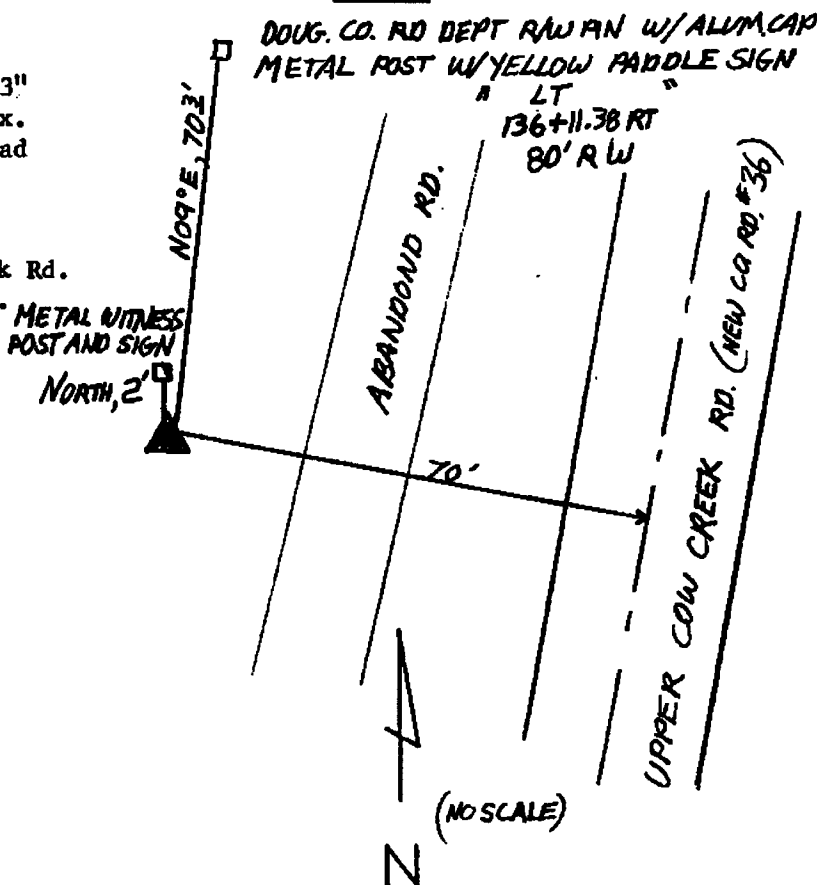 DOUG. CO. RD DEPT R/W PIN W/ALUM.CAP
METAL POST W/YELLOW PADDLE SIGN
" LT "
136+11.38 RT
80' R W
3"
x.
ad
k Rd.
N09°E, 703'
METAL WITNESS
POST AND SIGN
NORTH, 2'
ABANDOND RD.
70'
UPPER COW CREEK RD. (NEW CO RD. #36)
(NO SCALE)
N